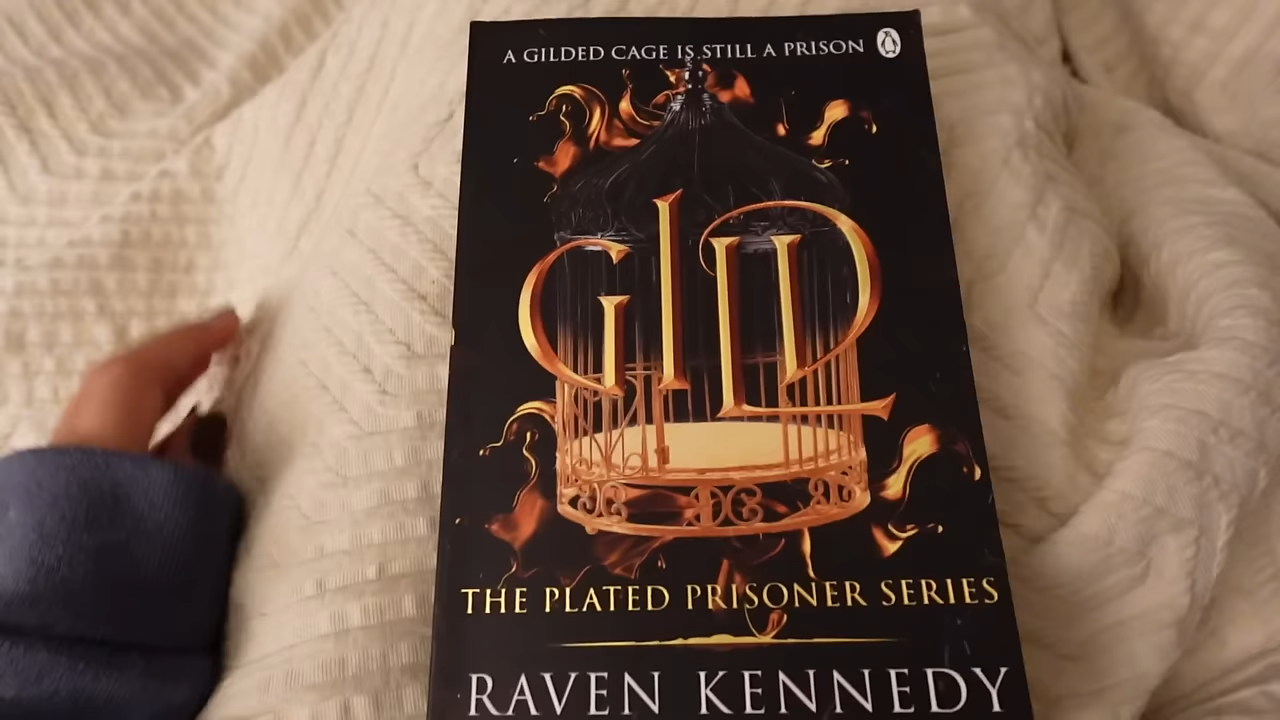 A GILDED CAGE IS STILL A PRISON
GILD
THE PLATED PRISONER SERIES
RAVEN KENNEDY